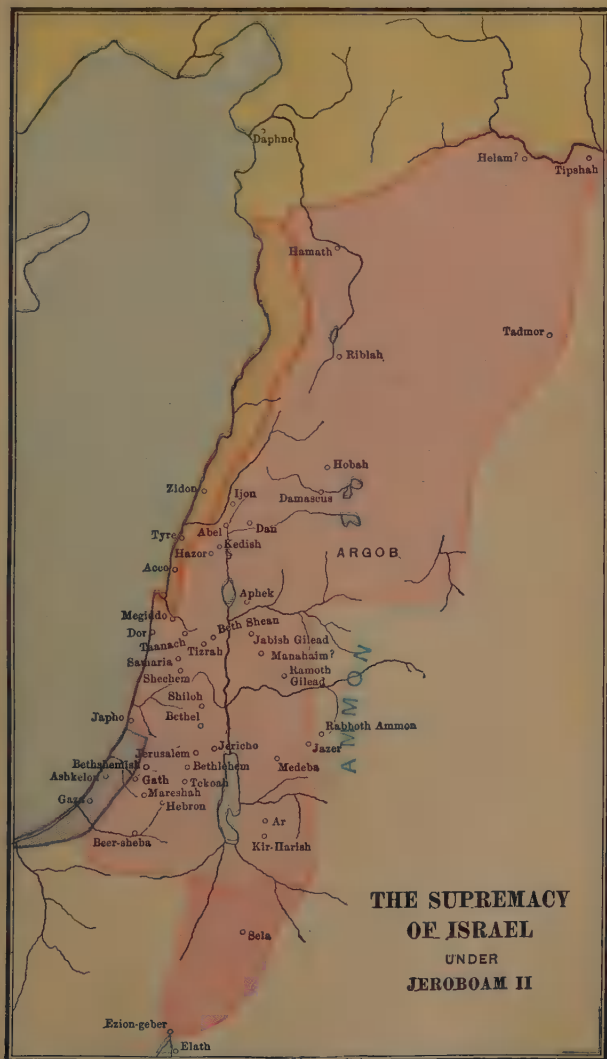 Daphne
Helam?
Tipshah
Hamath
Tadmor
Riblah
Hobah
Zidon
Ijon
Damascus
Abel
Dan
Tyre
Kedish
Hazor
ARGOB
Acco
Aphek
Megiddo
Beth Shean
Dor
Jabish Gilead
Taanach
Tizrah
Manahaim?
Samaria
Ramoth
Gilead
Shechem
AMMON
Shiloh
Japho
Bethel
Rabboth Ammon
Jericho
Jazer
Jerusalem
Medeba
Bethshemish
Bethlehem
Ashkelon
Gath
Tekoah
Mareshah
Gaza
Hebron
Ar
Beer-sheba
Kir-Harish
THE SUPREMACY
OF ISRAEL
UNDER
JEROBOAM II
Sela
Ezion-geber
Elath